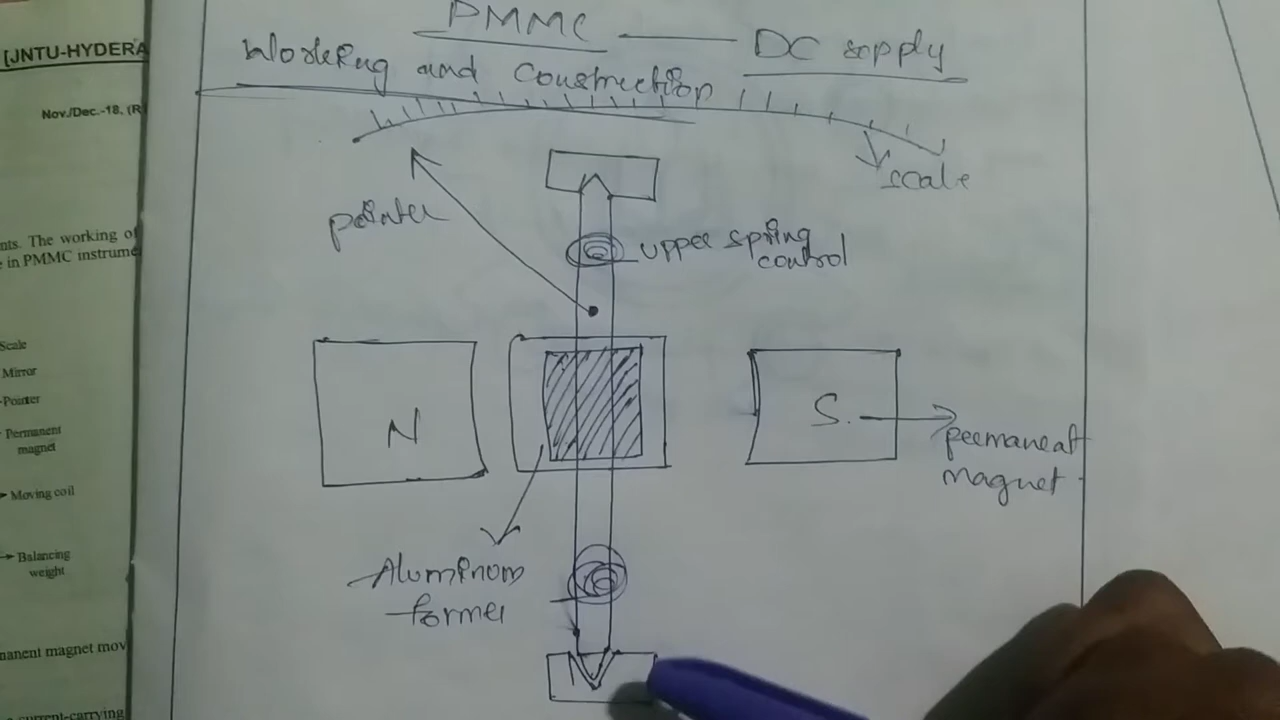 [JNTU-HYDERA
Nov./Dec.-18, (R
nts. The working of
e in PMMC instrume
Scale
Mirror
Pointer
Permanent
magnet
Moving coil
Balancing
weight
manent magnet mov
current-carrying
PMMC — DC supply
Working and Construction
scale
pointer
upper spring
control
N
S.
permanent
magnet
Aluminum
former